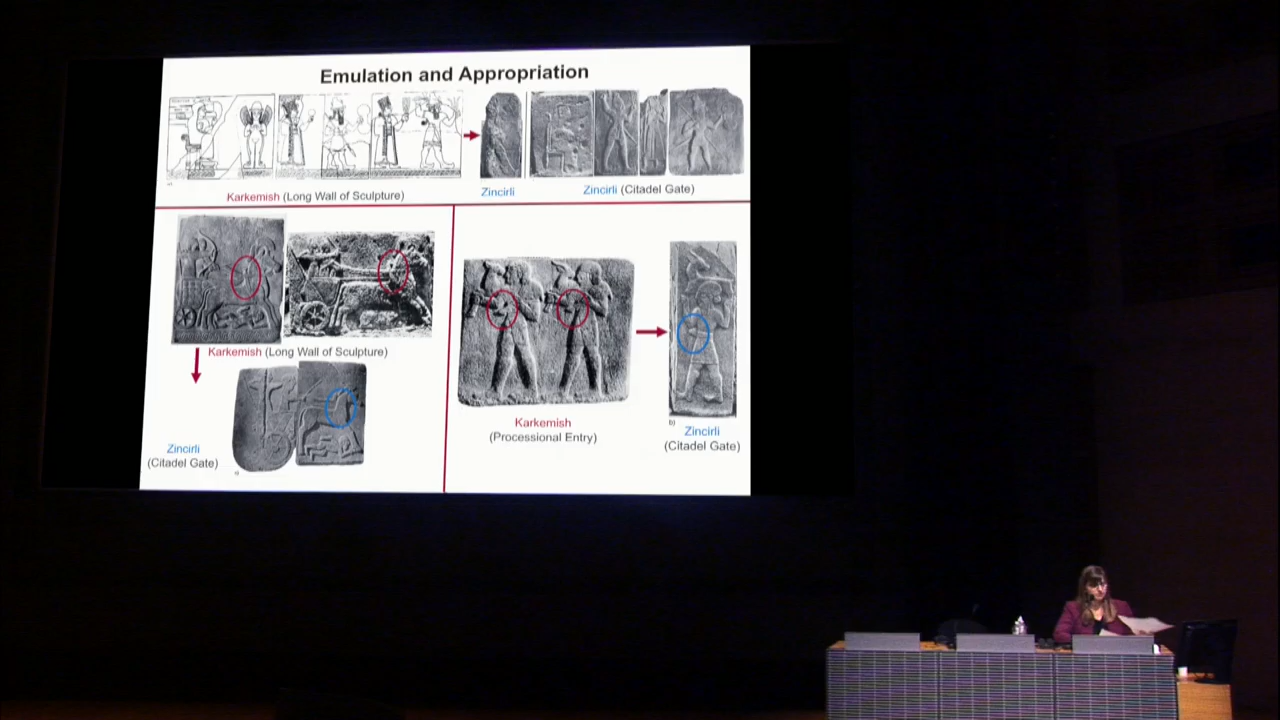 Emulation and Appropriation
Karkemish (Long Wall of Sculpture)
Zincirli
Zincirli (Citadel Gate)
Karkemish (Long Wall of Sculpture)
Zincirli
(Citadel Gate)
Karkemish
(Processional Entry)
b)
Zincirli
(Citadel Gate)